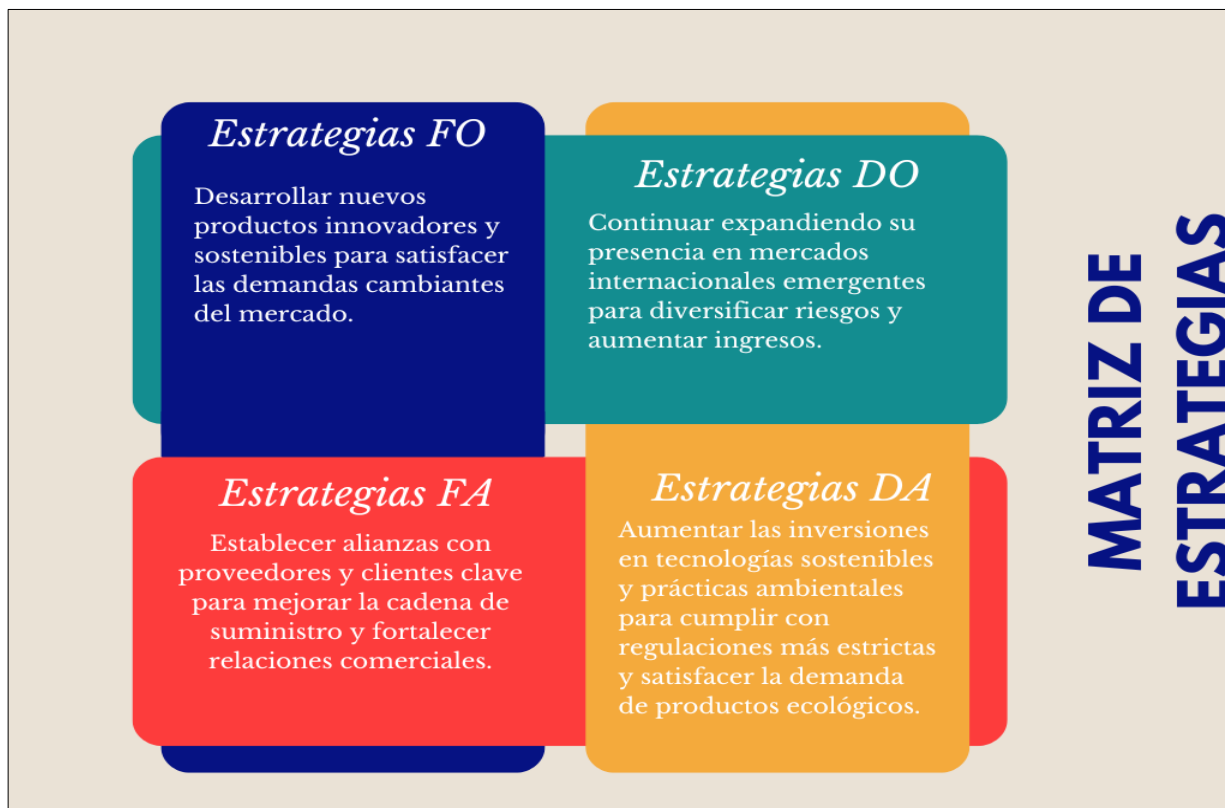 Estrategias FO
Desarrollar nuevos
productos innovadores y
sostenibles para satisfacer
las demandas cambiantes
del mercado.
Estrategias DO
Continuar expandiendo su
presencia en mercados
internacionales emergentes
para diversificar riesgos y
aumentar ingresos.
Estrategias FA
Establecer alianzas con
proveedores y clientes clave
para mejorar la cadena de
suministro y fortalecer
relaciones comerciales.
Estrategias DA
Aumentar las inversiones
en tecnologías sostenibles
y prácticas ambientales
para cumplir con
regulaciones más estrictas
y satisfacer la demanda
de productos ecológicos.
MATRIZ DE
ESTRATEGIAS